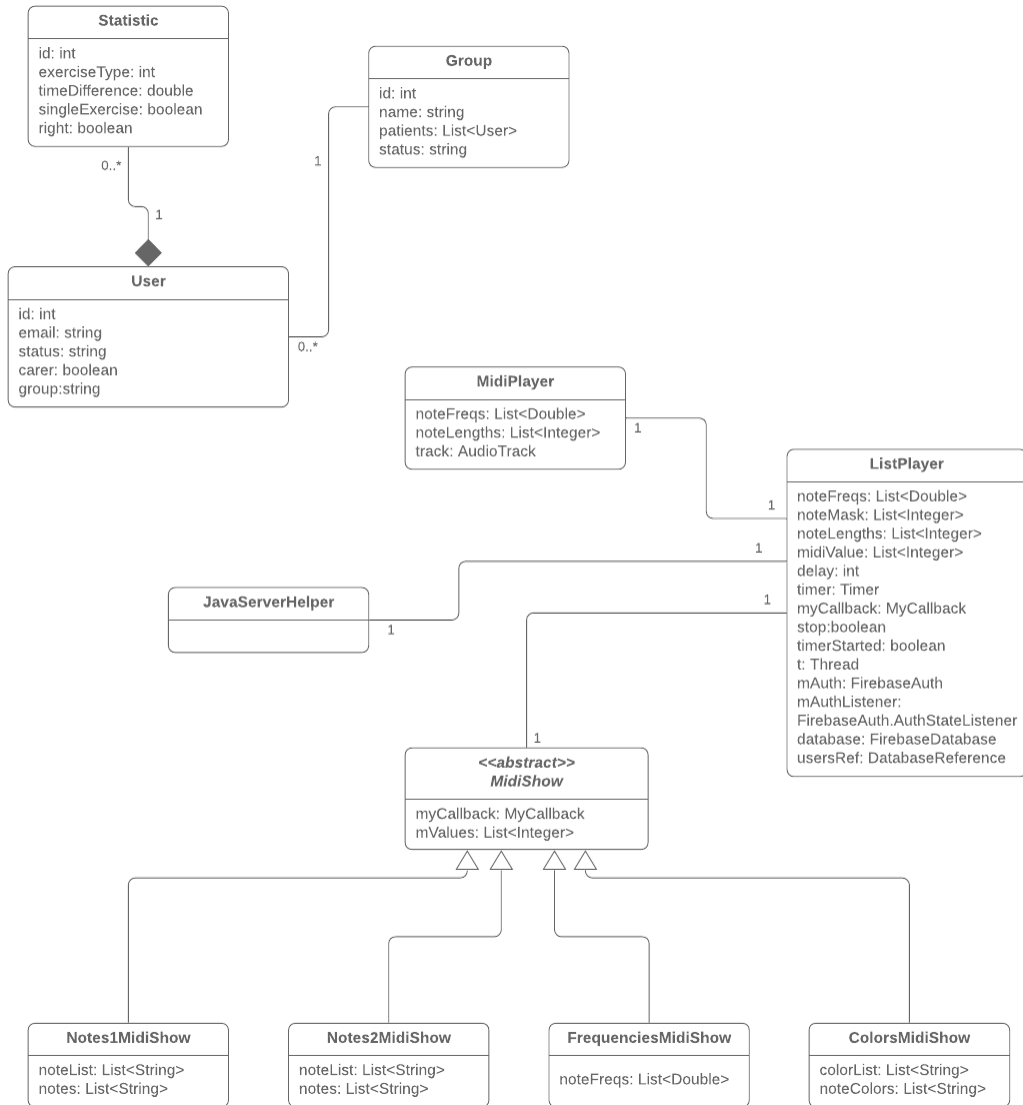 Statistic
id: int
exerciseType: int
timeDifference: double
singleExercise: boolean
right: boolean
0..*
1
Group
id: int
name: string
patients: List<User>
status: string
1
0..*
User
id: int
email: string
status: string
carer: boolean
group:string
MidiPlayer
noteFreqs: List<Double>
noteLengths: List<Integer>
track: AudioTrack
1
1
ListPlayer
noteFreqs: List<Double>
noteMask: List<Integer>
noteLengths: List<Integer>
midiValue: List<Integer>
delay: int
timer: Timer
myCallback: MyCallback
stop:boolean
timerStarted: boolean
t: Thread
mAuth: FirebaseAuth
mAuthListener:
FirebaseAuth.AuthStateListener
database: FirebaseDatabase
usersRef: DatabaseReference
1
JavaServerHelper
1
1
1
<<abstract>>
MidiShow
myCallback: MyCallback
mValues: List<Integer>
Notes1MidiShow
noteList: List<String>
notes: List<String>
Notes2MidiShow
noteList: List<String>
notes: List<String>
FrequenciesMidiShow
noteFreqs: List<Double>
ColorsMidiShow
colorList: List<String>
noteColors: List<String>